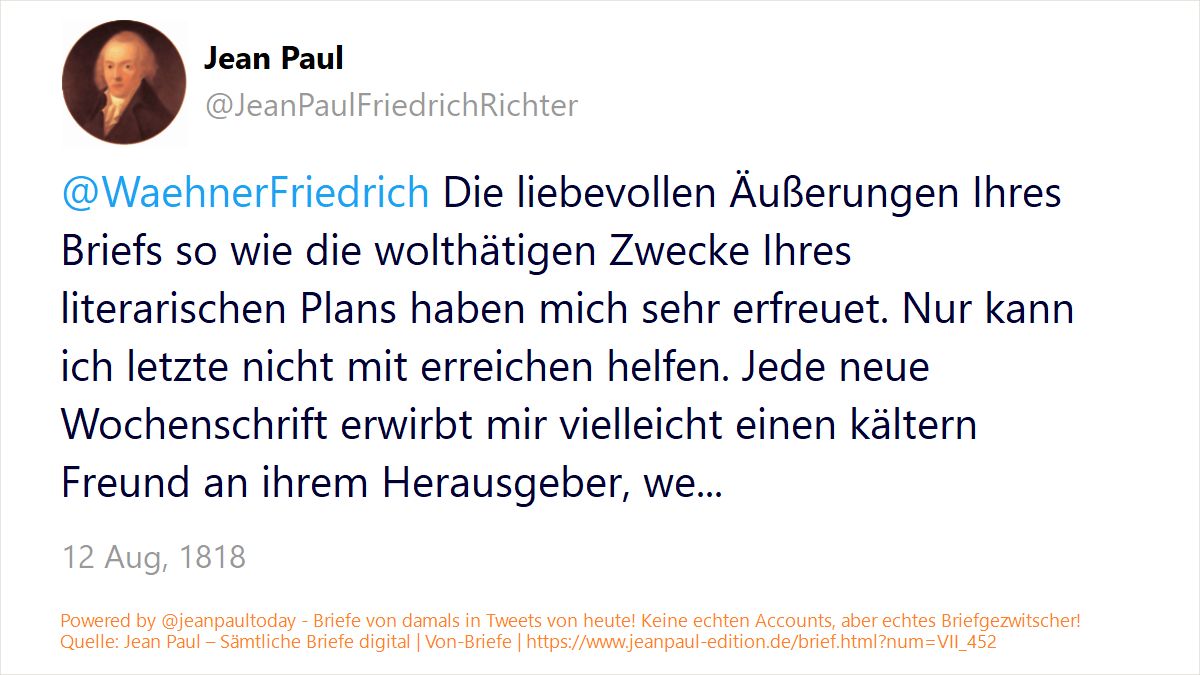 Jean Paul
@JeanPaulFriedrichRichter
@WaehnerFriedrich Die liebevollen Äußerungen Ihres
Briefs so wie die wolthätigen Zwecke Ihres
literarischen Plans haben mich sehr erfreuet. Nur kann
ich letzte nicht mit erreichen helfen. Jede neue
Wochenschrift erwirbt mir vielleicht einen kältern
Freund an ihrem Herausgeber, we...
12 Aug, 1818
Powered by @jeanpaultoday - Briefe von damals in Tweets von heute! Keine echten Accounts, aber echtes Briefgezwitscher!
Quelle: Jean Paul – Sämtliche Briefe digital | Von-Briefe | https://www.jeanpaul-edition.de/brief.html?num=VII_452